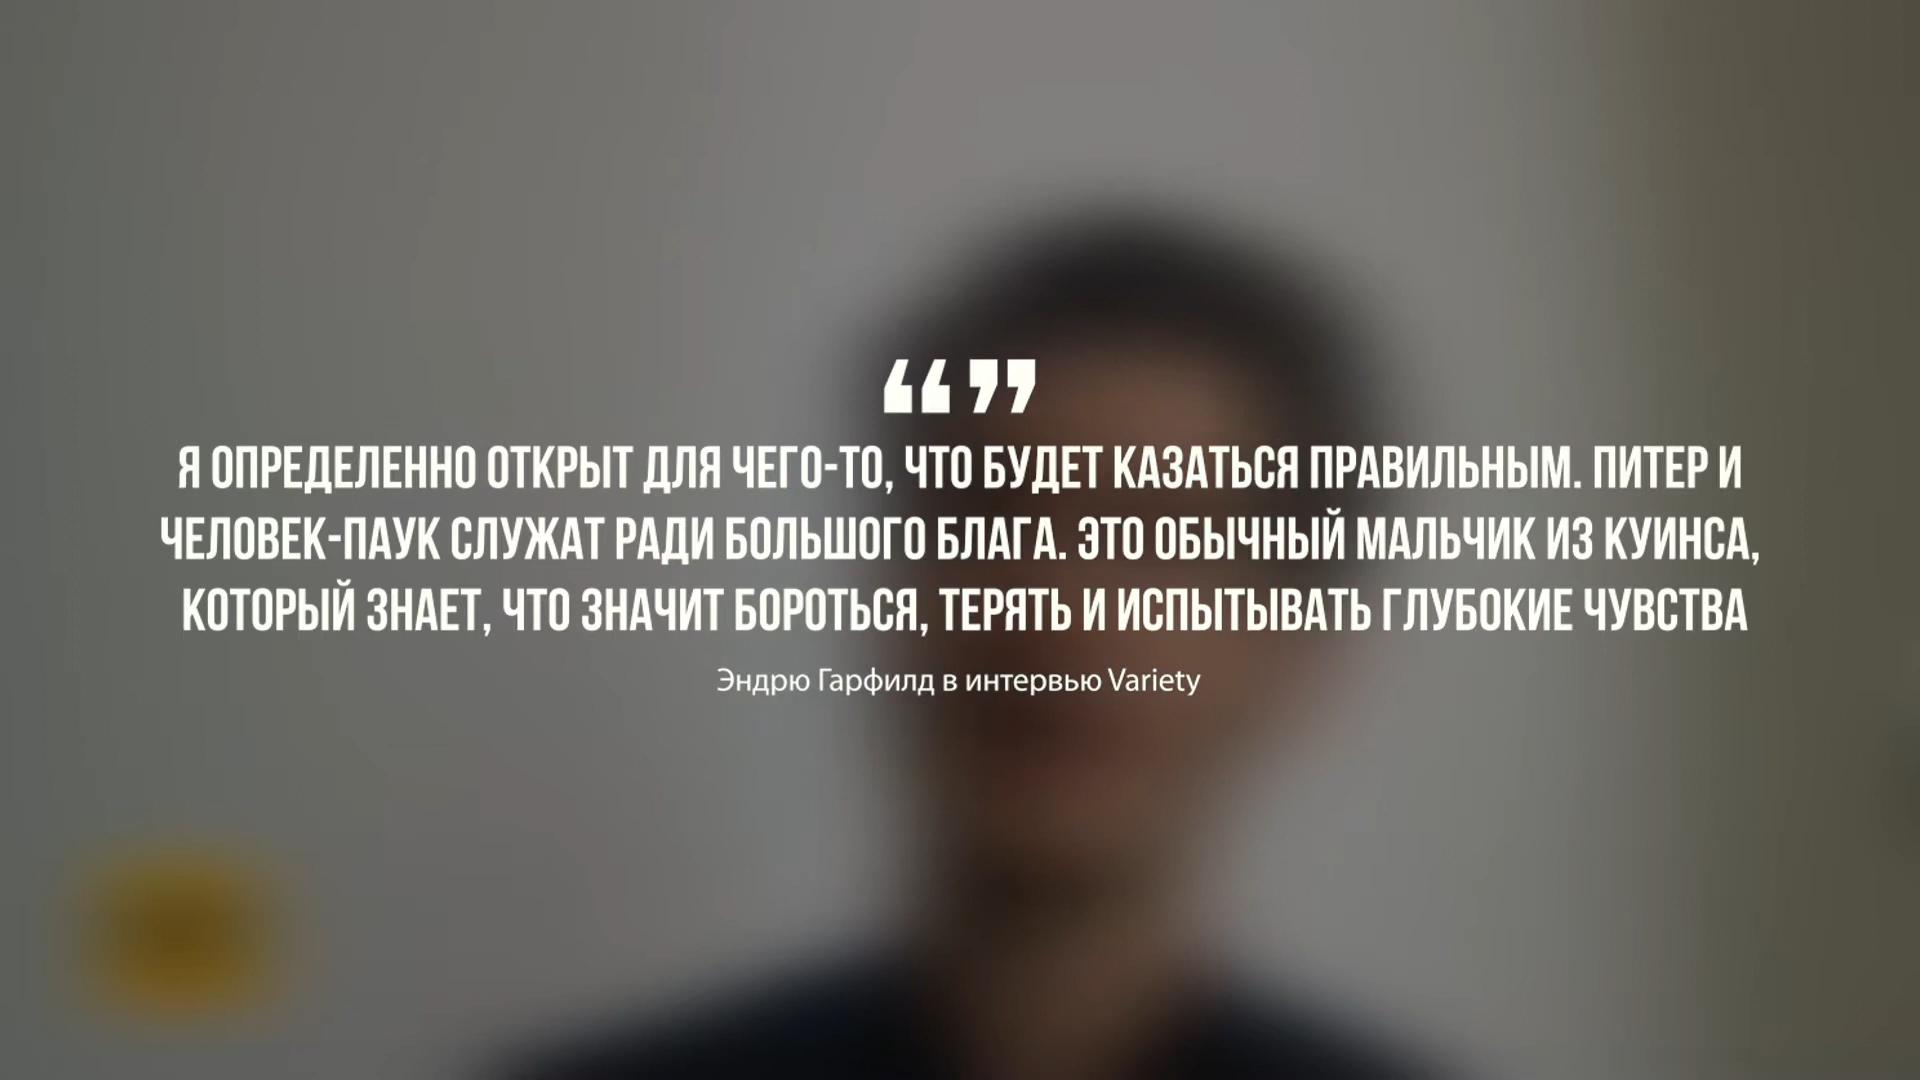 “”
Я ОПРЕДЕЛЕННО ОТКРЫТ ДЛЯ ЧЕГО-ТО, ЧТО БУДЕТ КАЗАТЬСЯ ПРАВИЛЬНЫМ. ПИТЕР И
ЧЕЛОВЕК-ПАУК СЛУЖАТ РАДИ БОЛЬШОГО БЛАГА. ЭТО ОБЫЧНЫЙ МАЛЬЧИК ИЗ КУИНСА,
КОТОРЫЙ ЗНАЕТ, ЧТО ЗНАЧИТ БОРОТЬСЯ, ТЕРЯТЬ И ИСПЫТЫВАТЬ ГЛУБОКИЕ ЧУВСТВА
Эндрю Гарфилд в интервью Variety